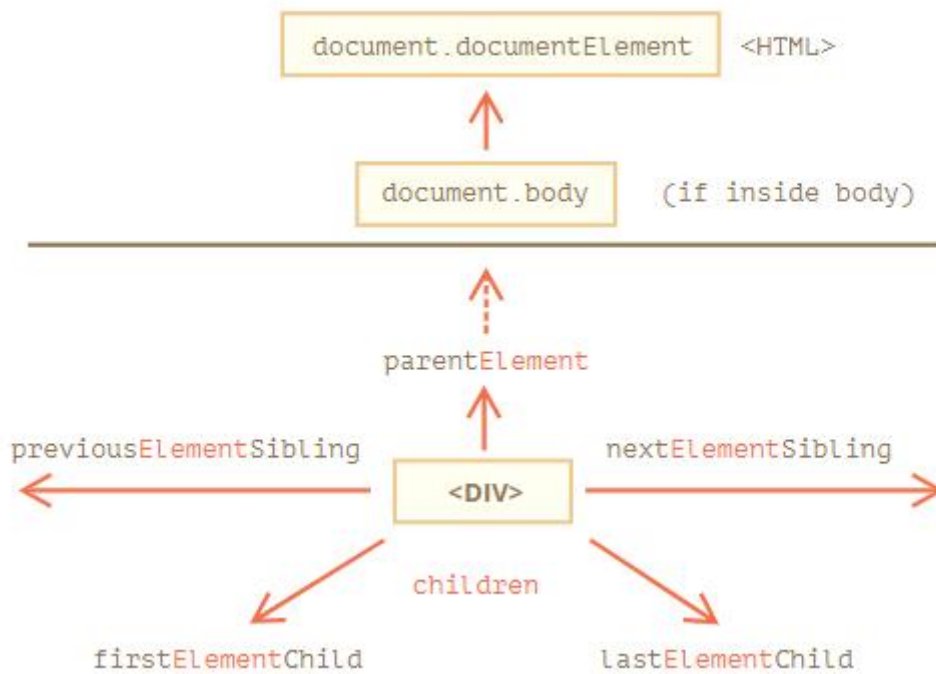 document.documentElement <HTML>
document.body (if inside body)
parentElement
previousElementSibling nextElementSibling
<DIV>
children
firstElementChild lastElementChild